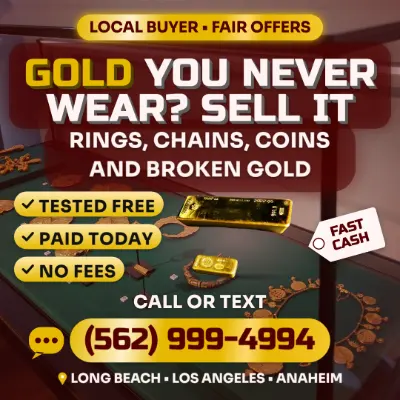 LOCAL BUYER • FAIR OFFERS
GOLD YOU NEVER
WEAR? SELL IT
RINGS, CHAINS, COINS
AND BROKEN GOLD
✓ TESTED FREE
✓ PAID TODAY
✓ NO FEES
FAST
CASH
CALL OR TEXT
(562) 999-4994
LONG BEACH • LOS ANGELES • ANAHEIM